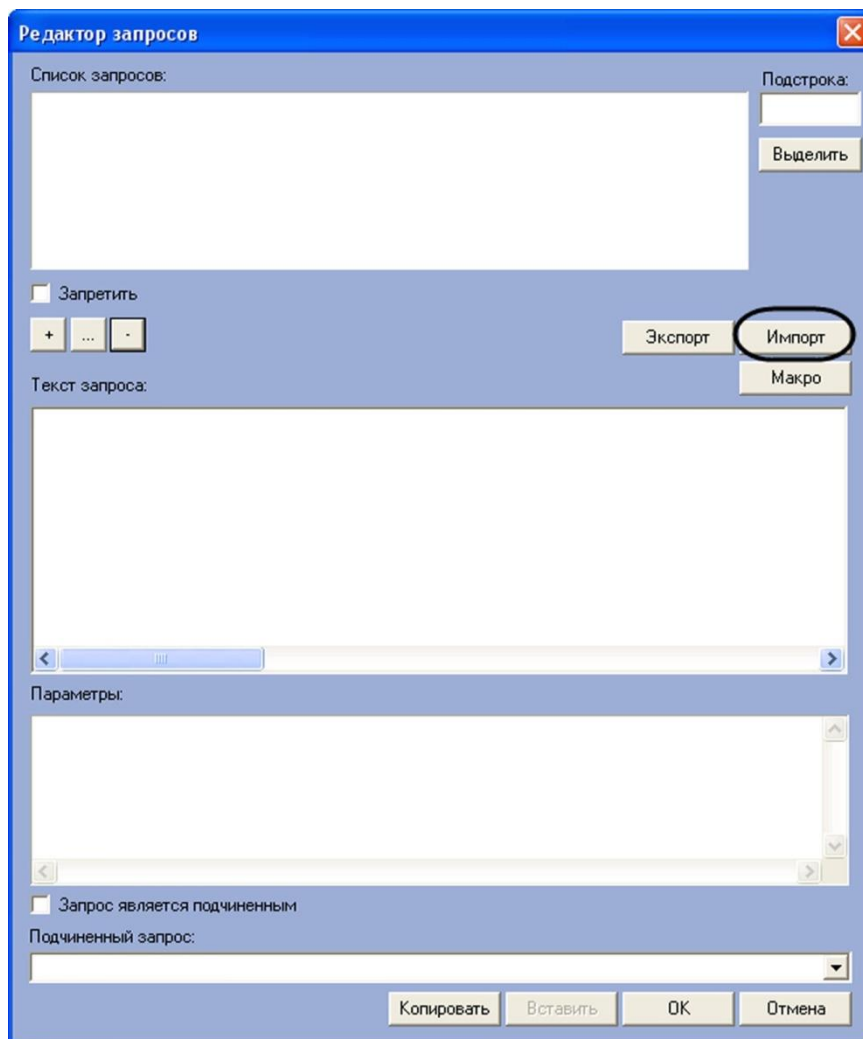 Редактор запросов
Список запросов:
Подстрока:
Выделить
Запретить
+ ... -
Экспорт
Импорт
Макро
Текст запроса:
Параметры:
Запрос является подчиненным
Подчиненный запрос:
Копировать
Вставить
OK
Отмена